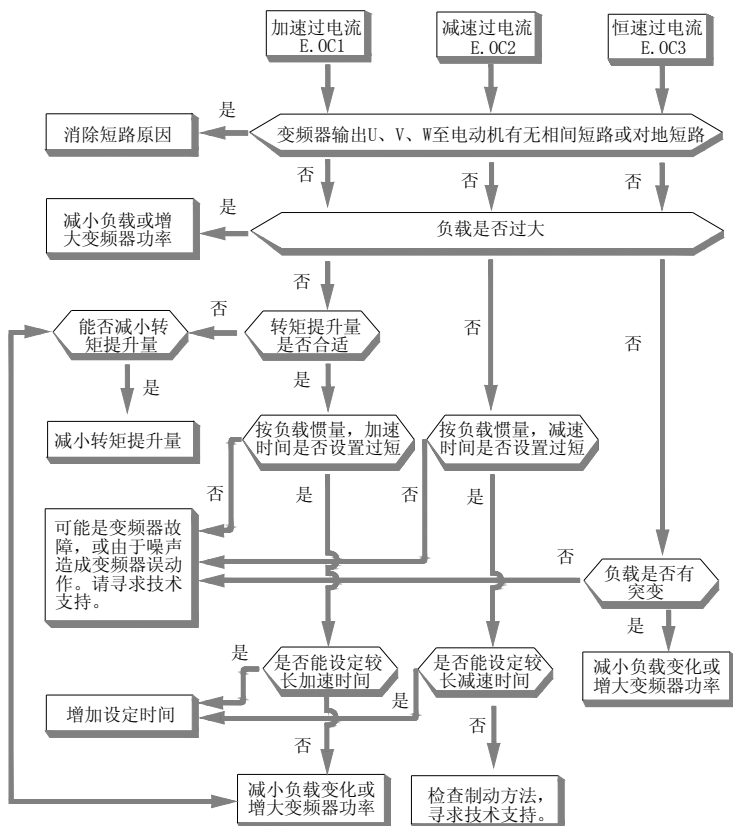 加速过电流
E.OC1
减速过电流
E.OC2
恒速过电流
E.OC3
是
消除短路原因
变频器输出U、V、W至电动机有无相间短路或对地短路
否
否
否
是
减小负载或增
大变频器功率
负载是否过大
否
否
否
否
能否减小转
矩提升量
转矩提升量
是否合适
是
是
减小转矩提升量
按负载惯量，加速
时间是否设置过短
按负载惯量，减速
时间是否设置过短
否
是
否
是
可能是变频器故
障，或由于噪声
造成变频器误动
作。请寻求技术
支持。
否
负载是否有
突变
是
是
是否能设定较
长加速时间
是否能设定较
长减速时间
减小负载变化或
增大变频器功率
是
增加设定时间
否
否
减小负载变化或
增大变频器功率
检查制动方法，
寻求技术支持。